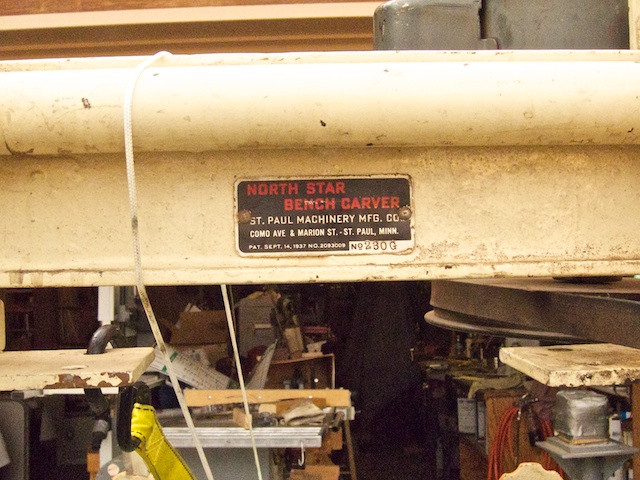 NORTH STAR
BENCH CARVER
ST. PAUL MACHINERY MFG. CO.
COMO AVE & MARION ST. - ST. PAUL, MINN.
PAT. SEPT. 14, 1937 NO. 2093009 No 230G